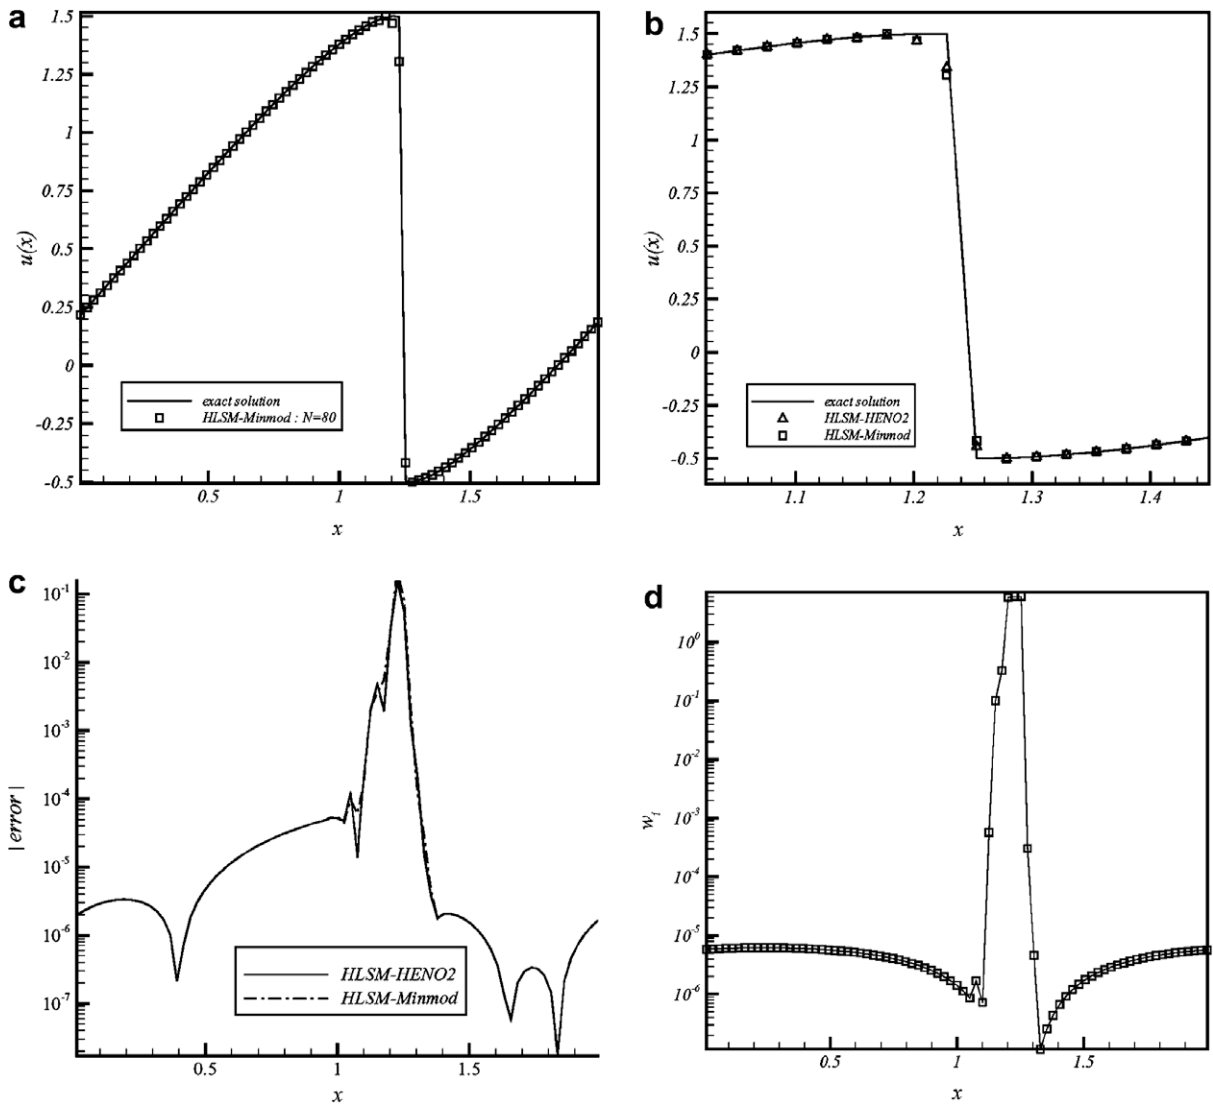 a
1.5
1.25
1
0.75
0.5
0.25
0
-0.25
-0.5
u(x)
exact solution
HLSM-Minmod : N=80
0.5
1
1.5
x
b
1.5
1.25
1
0.75
0.5
0.25
0
-0.25
-0.5
u(x)
exact solution
HLSM-HENO2
HLSM-Minmod
1.1
1.2
1.3
1.4
x
c
10^-1
10^-2
10^-3
10^-4
10^-5
10^-6
10^-7
| error |
HLSM-HENO2
HLSM-Minmod
0.5
1
1.5
x
d
10^0
10^-1
10^-2
10^-3
10^-4
10^-5
10^-6
w_1
0.5
1
1.5
x